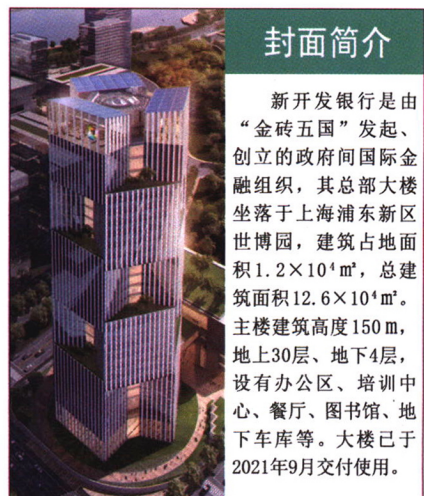 封面简介
新开发银行是由
“金砖五国”发起、
创立的政府间国际金
融组织，其总部大楼
坐落于上海浦东新区
世博园，建筑占地面
积1.2×10⁴m²，总建
筑面积12.6×10⁴m²。
主楼建筑高度150m，
地上30层、地下4层，
设有办公区、培训中
心、餐厅、图书馆、地
下车库等。大楼已于
2021年9月交付使用。